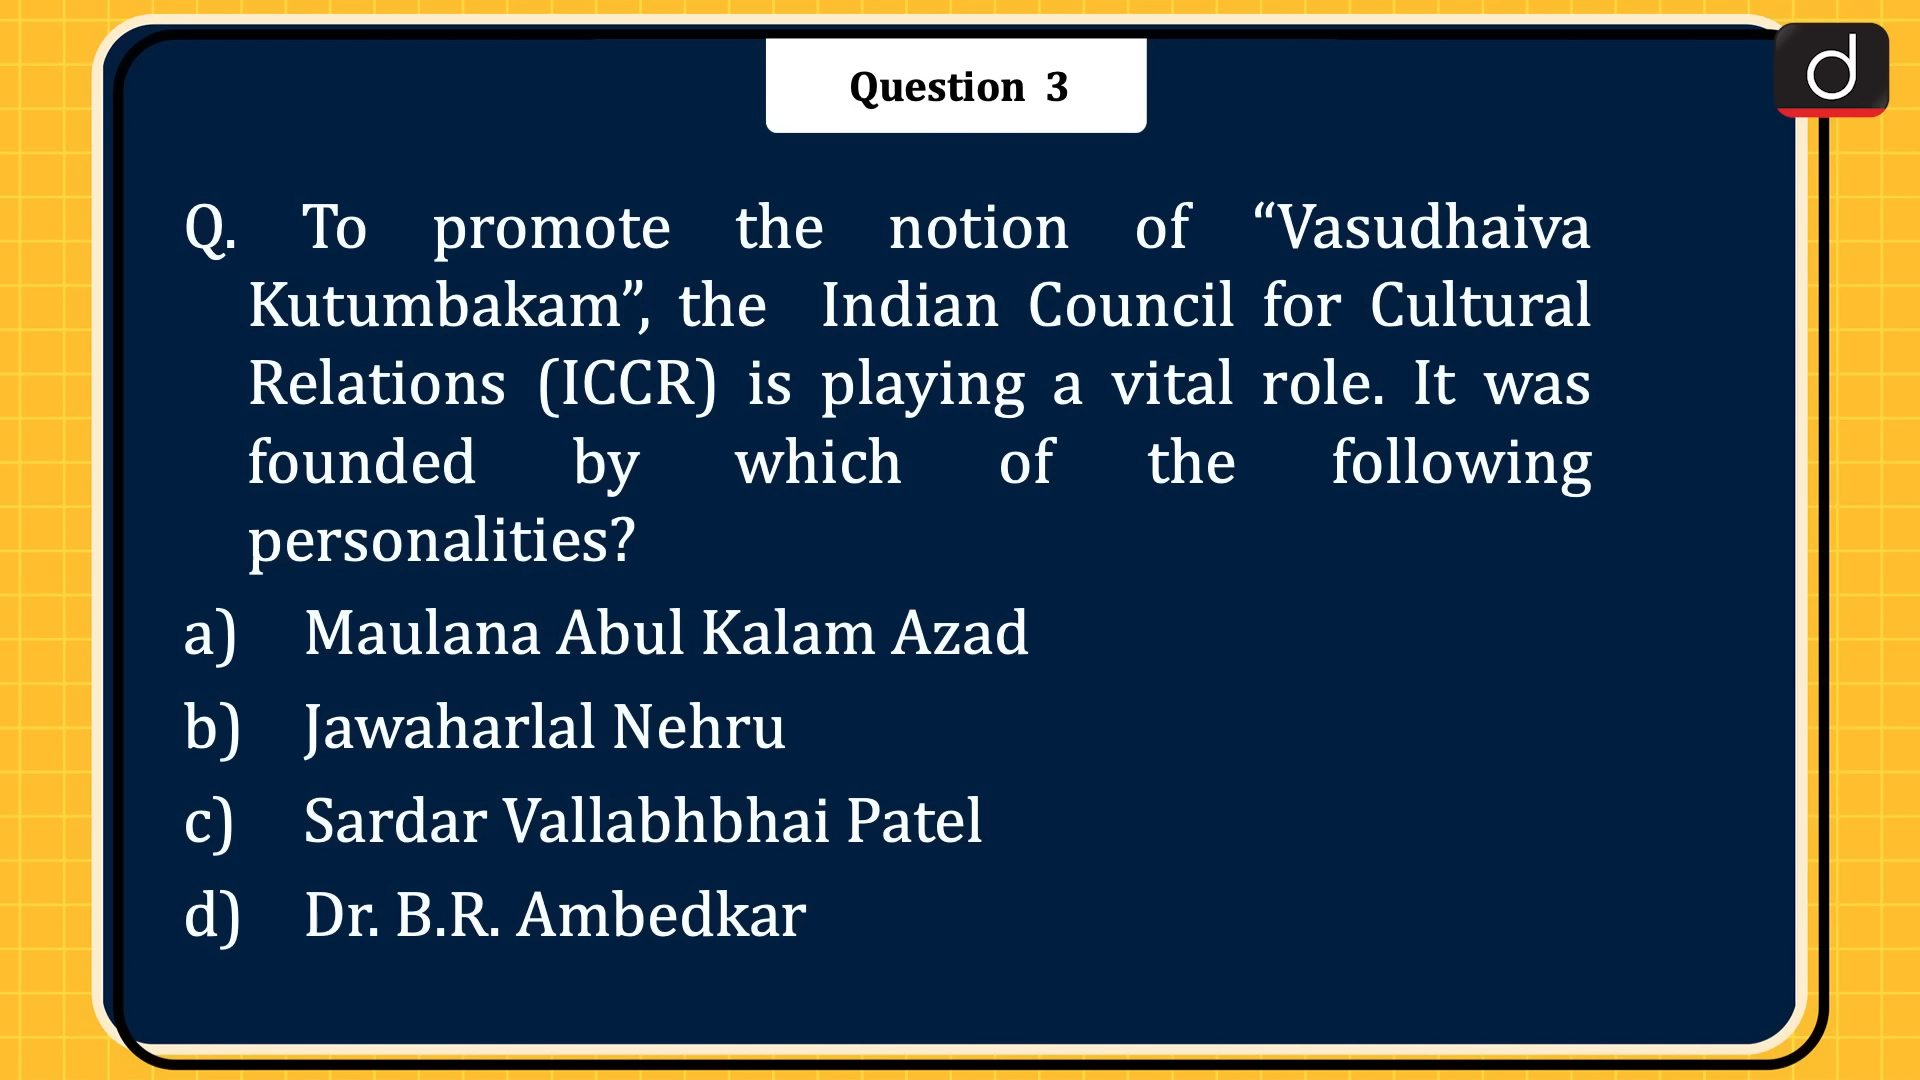 Question 3
Q. To promote the notion of “Vasudhaiva
Kutumbakam”, the Indian Council for Cultural
Relations (ICCR) is playing a vital role. It was
founded by which of the following
personalities?
a) Maulana Abul Kalam Azad
b) Jawaharlal Nehru
c) Sardar Vallabhbhai Patel
d) Dr. B.R. Ambedkar
d